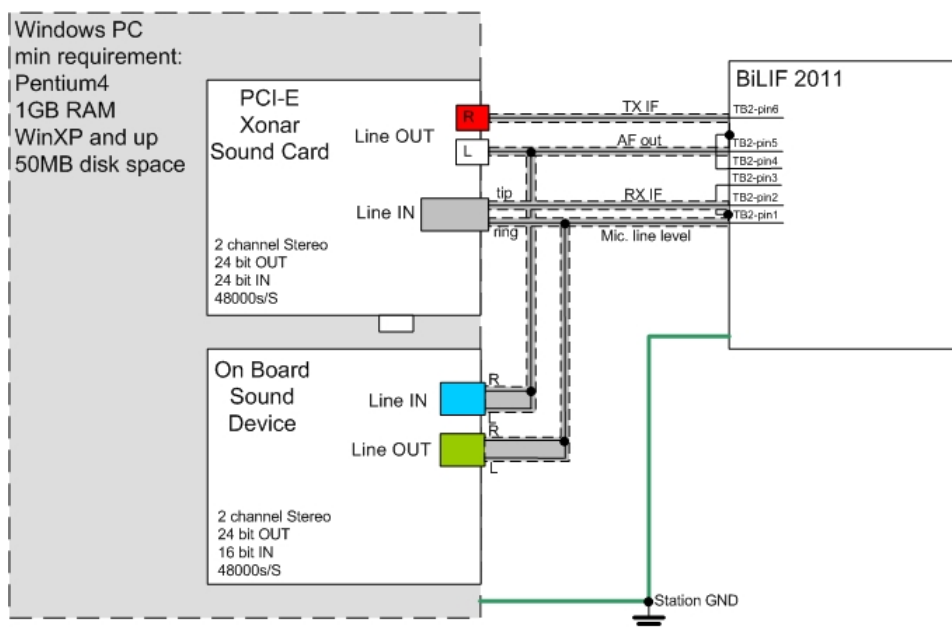 Windows PC
min requirement:
Pentium4
1GB RAM
WinXP and up
50MB disk space
PCI-E
Xonar
Sound Card
Line OUT
R
L
Line IN
2 channel Stereo
24 bit OUT
24 bit IN
48000s/S
TX IF
AF out
tip
RX IF
ring
Mic. line level
BiLIF 2011
TB2-pin6
TB2-pin5
TB2-pin4
TB2-pin3
TB2-pin2
TB2-pin1
On Board
Sound
Device
Line IN
R
L
Line OUT
R
L
2 channel Stereo
24 bit OUT
16 bit IN
48000s/S
Station GND